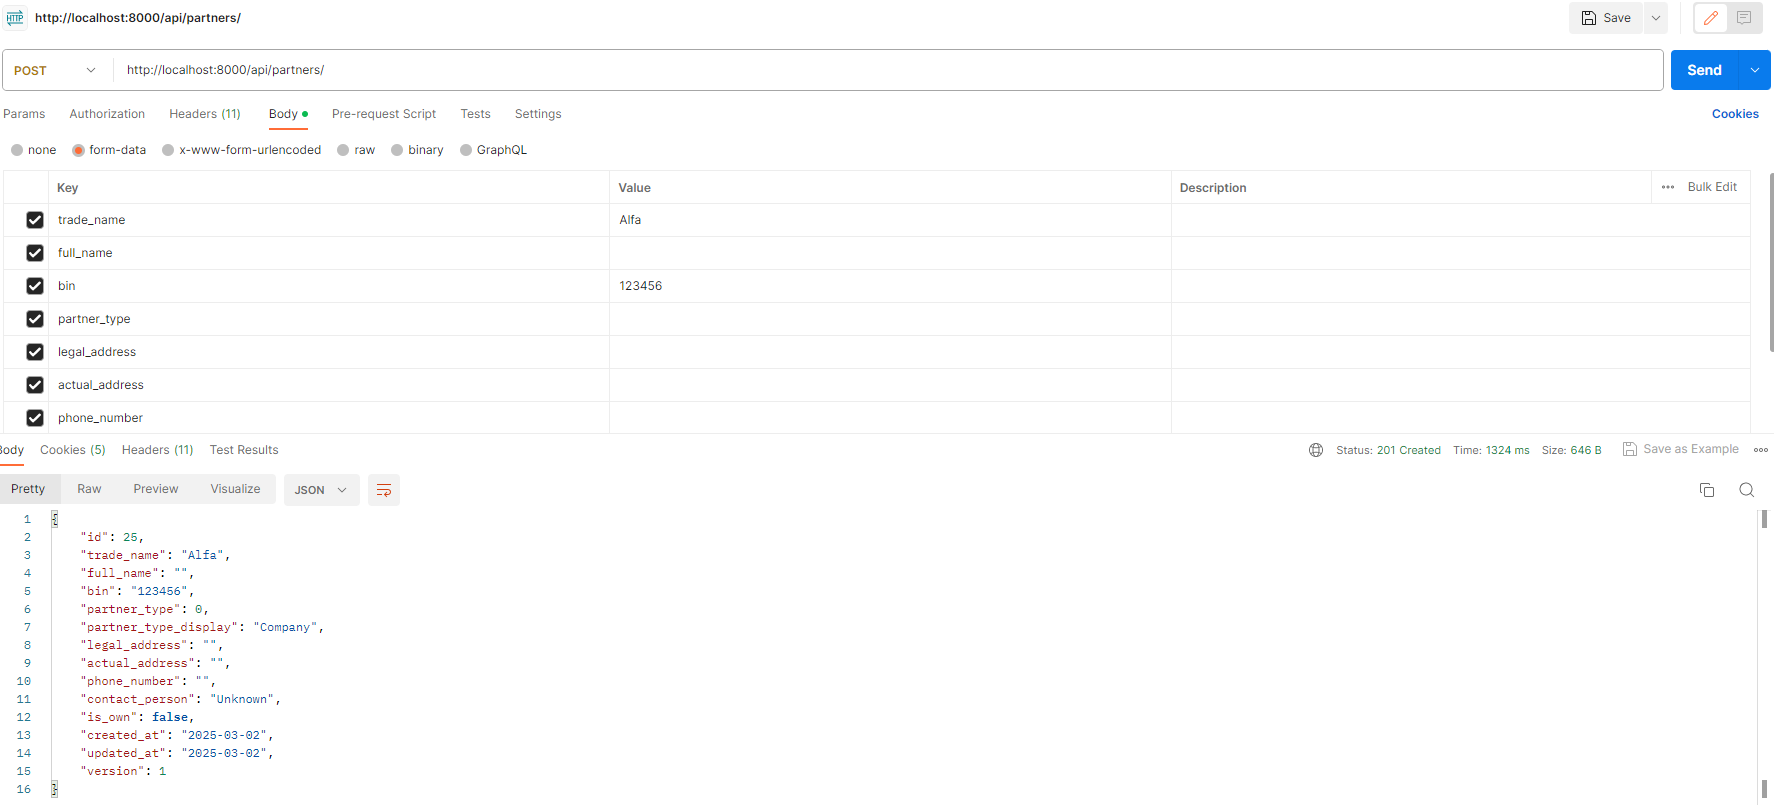 HTTP http://localhost:8000/api/partners/ Save
POST http://localhost:8000/api/partners/ Send
Params Authorization Headers (11) Body Pre-request Script Tests Settings Cookies
none form-data x-www-form-urlencoded raw binary GraphQL
Key Value Description Bulk Edit
trade_name Alfa
full_name
bin 123456
partner_type
legal_address
actual_address
phone_number
Body Cookies (5) Headers (11) Test Results Status: 201 Created Time: 1324 ms Size: 646 B Save as Example
Pretty Raw Preview Visualize JSON
1 {
2 "id": 25,
3 "trade_name": "Alfa",
4 "full_name": "",
5 "bin": "123456",
6 "partner_type": 0,
7 "partner_type_display": "Company",
8 "legal_address": "",
9 "actual_address": "",
10 "phone_number": "",
11 "contact_person": "Unknown",
12 "is_own": false,
13 "created_at": "2025-03-02",
14 "updated_at": "2025-03-02",
15 "version": 1
16 }